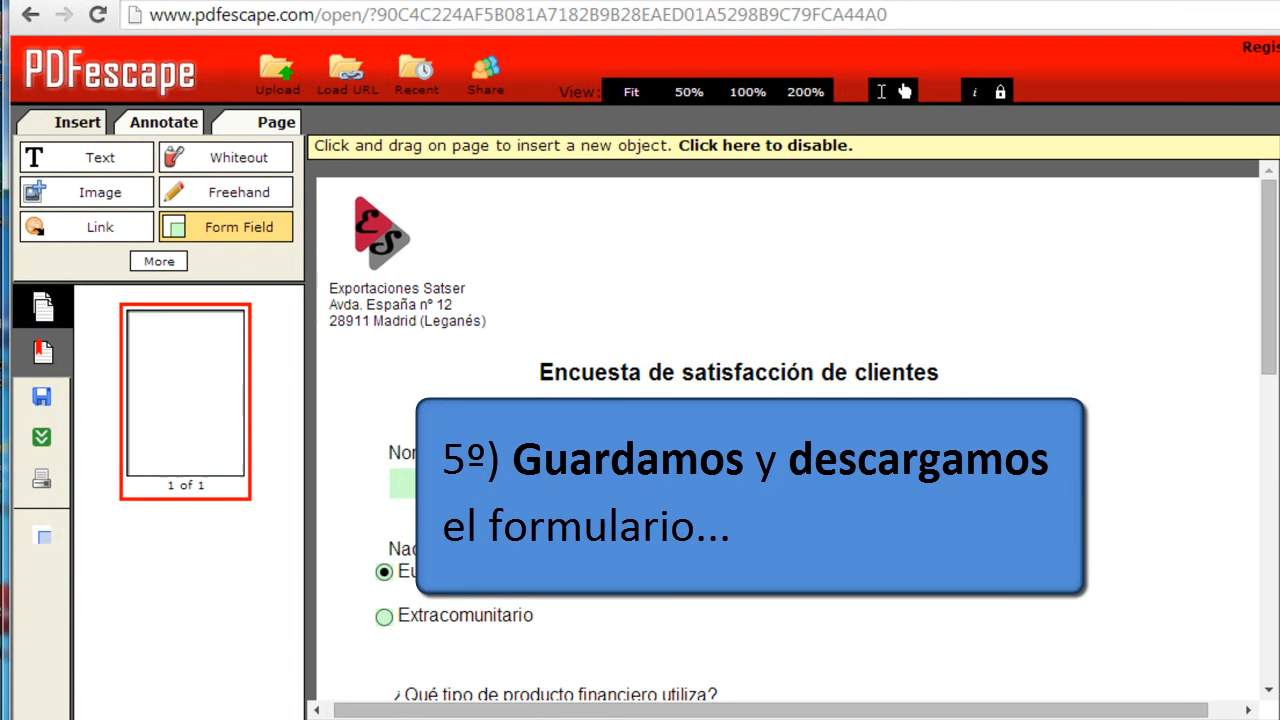 www.pdfescape.com/open/?90C4C224AF5B081A7182B9B28EAED01A5298B9C79FCA44A0
PDFescape
Upload
Load URL
Recent
Share
View:
Fit
50%
100%
200%
i
Insert
Annotate
Page
Click and drag on page to insert a new object. Click here to disable.
T Text
Whiteout
Image
Freehand
Link
Form Field
More
1 of 1
ES
Exportaciones Satser
Avda. España nº 12
28911 Madrid (Leganés)
Encuesta de satisfacción de clientes
5º) Guardamos y descargamos
el formulario...
Extracomunitario
¿Qué tipo de producto financiero utiliza?